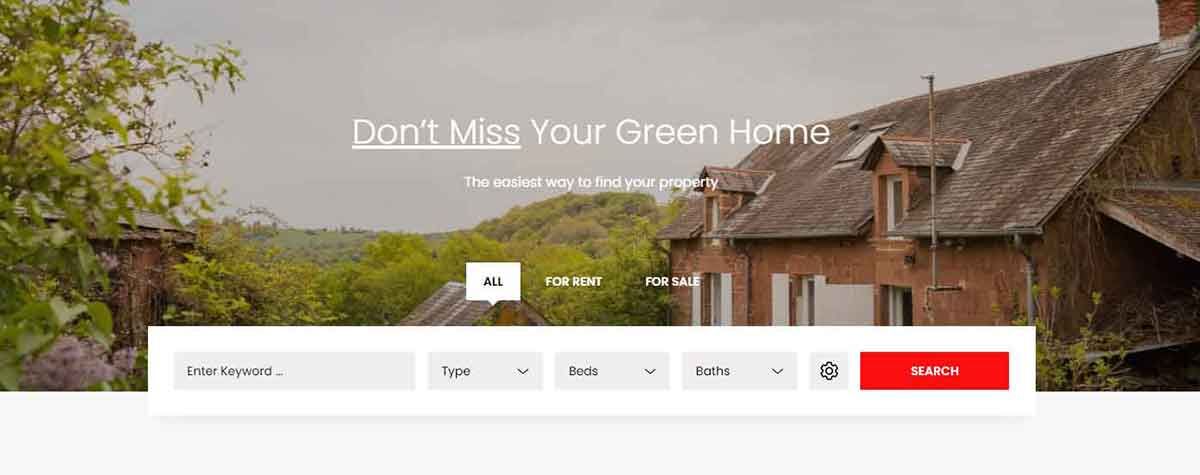 Don't Miss Your Green Home
The easiest way to find your property
ALL FOR RENT FOR SALE
Enter Keyword ... Type Beds Baths SEARCH